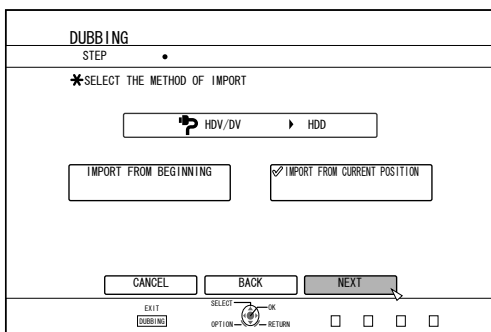 DUBBING
STEP
SELECT THE METHOD OF IMPORT
HDV/DV HDD
IMPORT FROM BEGINNING
IMPORT FROM CURRENT POSITION
CANCEL BACK NEXT
EXIT
DUBBING
SELECT OK
OPTION RETURN